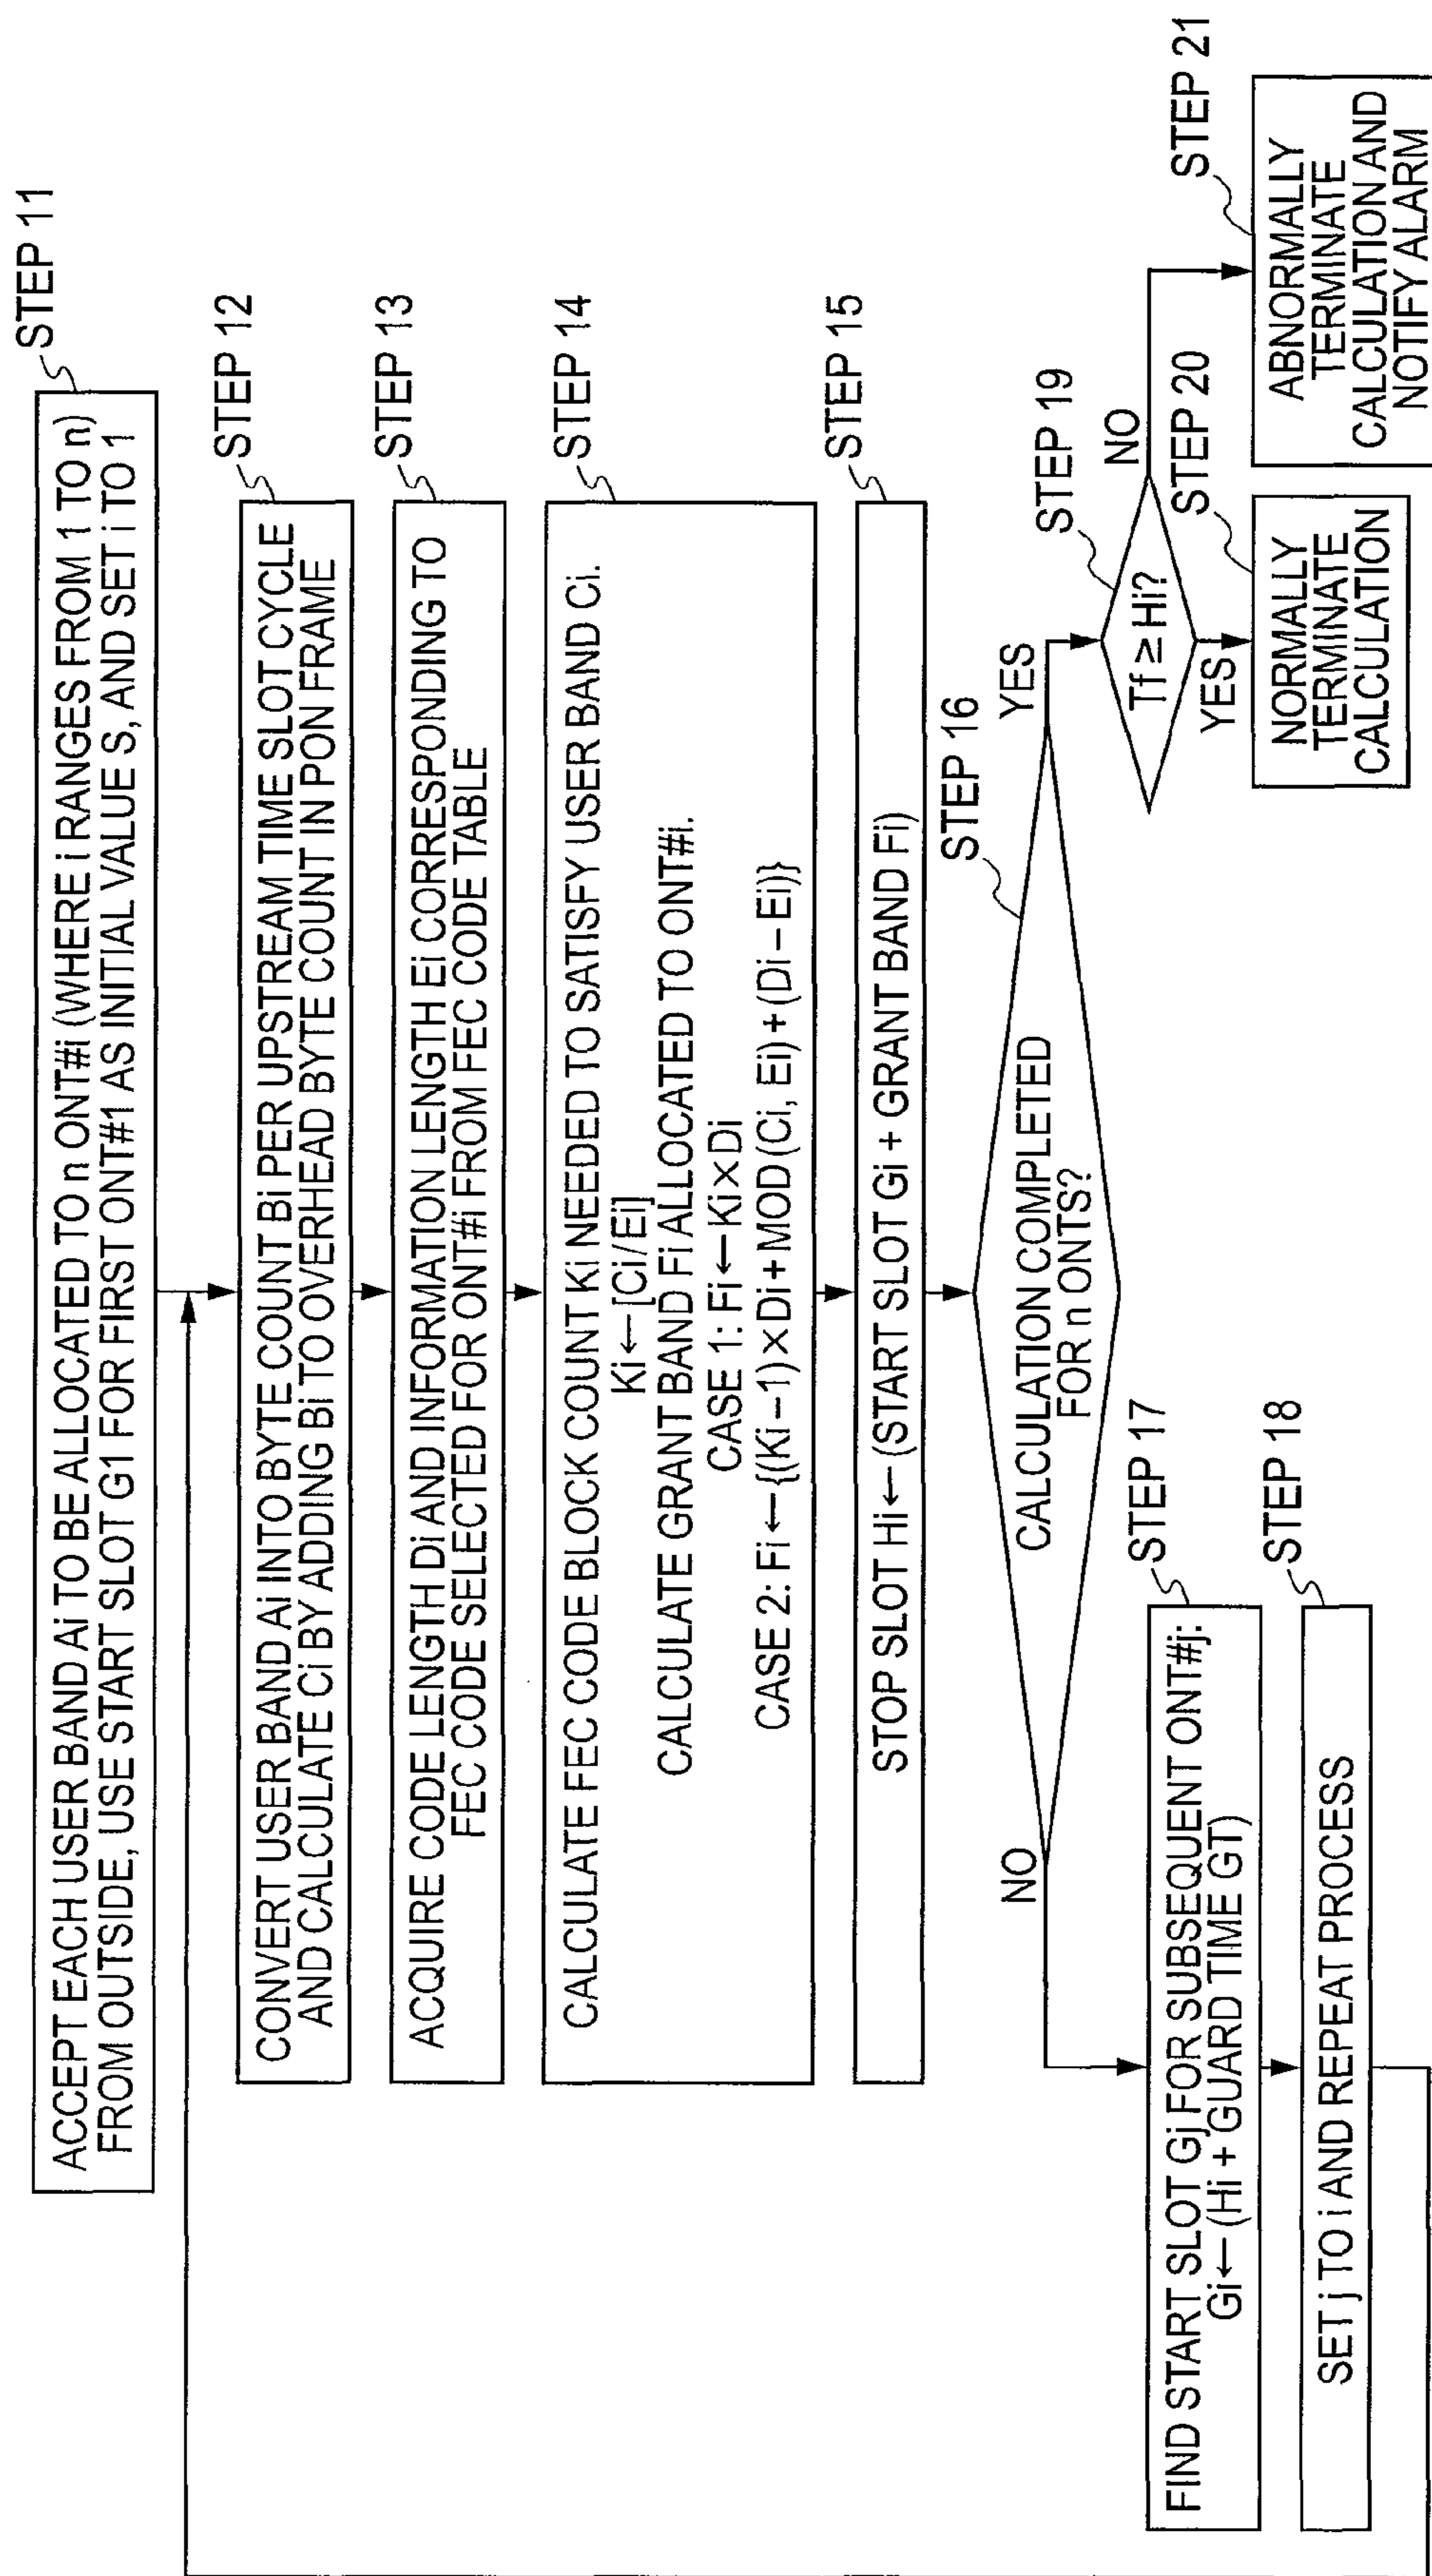 STEP 11
ACCEPT EACH USER BAND Ai TO BE ALLOCATED TO n ONT#i (WHERE i RANGES FROM 1 TO n)
FROM OUTSIDE, USE START SLOT G1 FOR FIRST ONT#1 AS INITIAL VALUE S, AND SET i TO 1
STEP 12
CONVERT USER BAND Ai INTO BYTE COUNT Bi PER UPSTREAM TIME SLOT CYCLE
AND CALCULATE Ci BY ADDING Bi TO OVERHEAD BYTE COUNT IN PON FRAME
STEP 13
ACQUIRE CODE LENGTH Di AND INFORMATION LENGTH Ei CORRESPONDING TO
FEC CODE SELECTED FOR ONT#i FROM FEC CODE TABLE
STEP 14
CALCULATE FEC CODE BLOCK COUNT Ki NEEDED TO SATISFY USER BAND Ci.
Ki←[Ci/Ei]
CALCULATE GRANT BAND Fi ALLOCATED TO ONT#i.
CASE 1: Fi←Ki×Di
CASE 2: Fi←{(Ki−1)×Di+MOD(Ci, Ei)+(Di−Ei)}
STEP 15
STOP SLOT Hi←(START SLOT Gi + GRANT BAND Fi)
STEP 16
CALCULATION COMPLETED
FOR n ONTS?
NO
YES
STEP 17
FIND START SLOT Gj FOR SUBSEQUENT ONT#j:
Gi←(Hi + GUARD TIME GT)
STEP 18
SET j TO i AND REPEAT PROCESS
STEP 19
Tf ≥ Hi?
NO
YES
STEP 20
NORMALLY
TERMINATE
CALCULATION
STEP 21
ABNORMALLY
TERMINATE
CALCULATION AND
NOTIFY ALARM